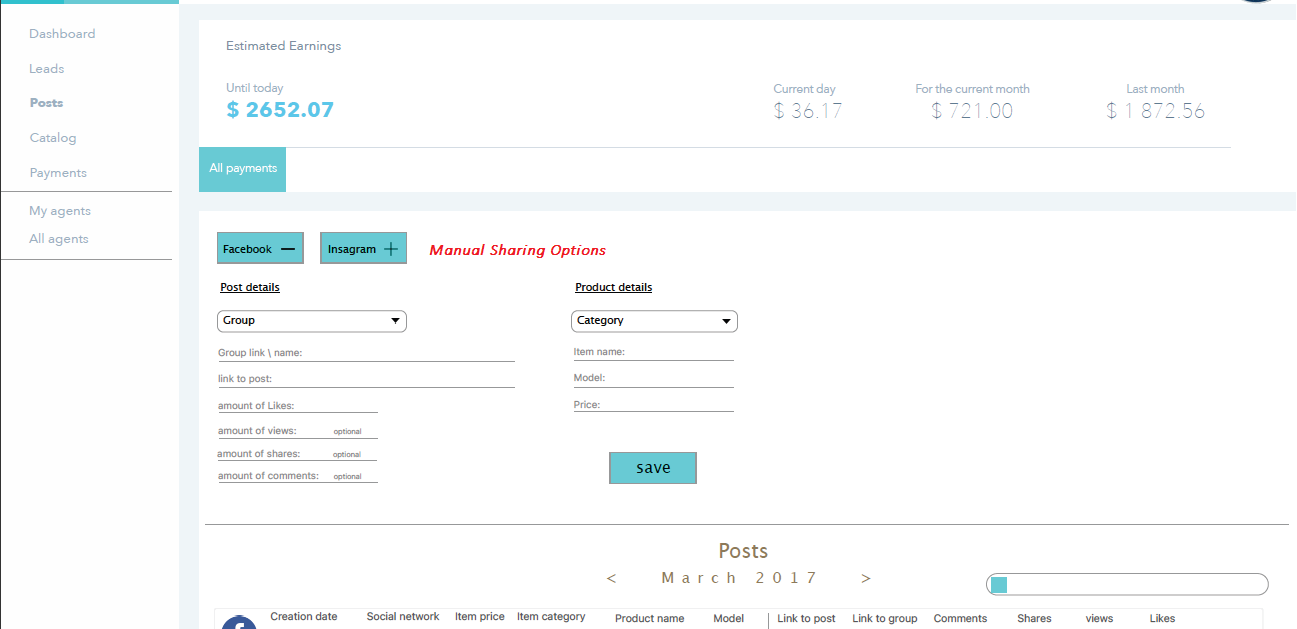 Dashboard
Leads
Posts
Catalog
Payments
My agents
All agents
Estimated Earnings
Until today
$ 2652.07
Current day
$ 36.17
For the current month
$ 721.00
Last month
$ 1 872.56
All payments
Facebook
Insagram
Manual Sharing Options
Post details
Group
Group link \ name:
link to post:
amount of Likes:
amount of views: optional
amount of shares: optional
amount of comments: optional
Product details
Category
Item name:
Model:
Price:
save
Posts
< March 2017 >
Creation date Social network Item price Item category Product name Model Link to post Link to group Comments Shares views Likes